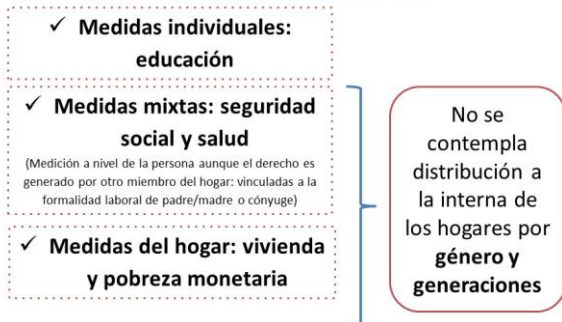 ✓ Medidas individuales:
educación
✓ Medidas mixtas: seguridad
social y salud
(Medición a nivel de la persona aunque el derecho es
generado por otro miembro del hogar: vinculadas a la
formalidad laboral de padre/madre o cónyuge)
✓ Medidas del hogar: vivienda
y pobreza monetaria
No se
contempla
distribución a
la interna de
los hogares por
género y
generaciones